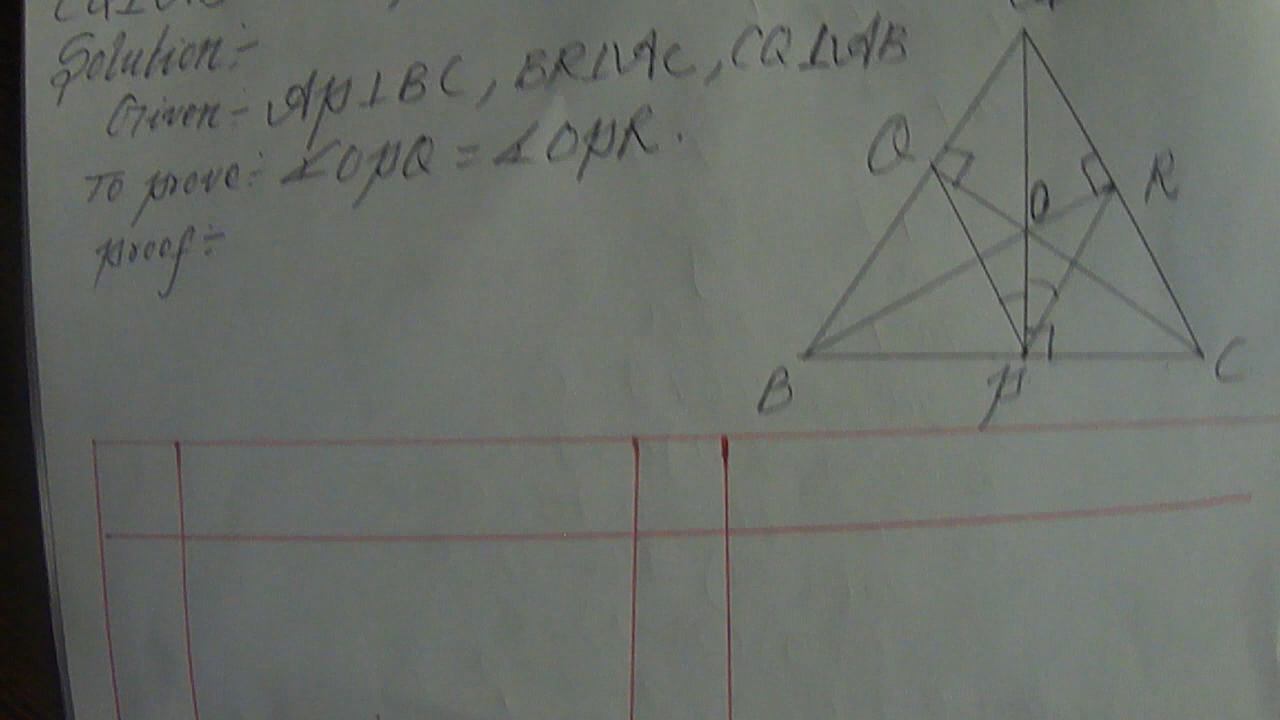 Solution:-
Given:- AP⊥BC, BR⊥AC, CQ⊥AB
To prove:- ∠OPQ = ∠OPR.
proof:-
Q
R
O
B
P
C